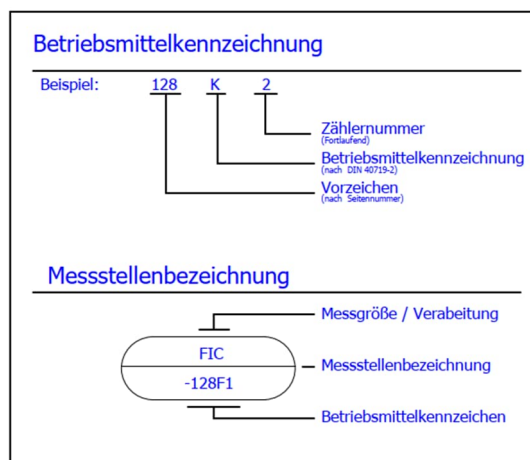 Betriebsmittelkennzeichnung
Beispiel: 128 K 2
Zählernummer
(Fortlaufend)
Betriebsmittelkennzeichnung
(nach DIN 40719-2)
Vorzeichen
(nach Seitennummer)
Messstellenbezeichnung
Messgröße / Verabeitung
FIC
Messstellenbezeichnung
-128F1
Betriebsmittelkennzeichen